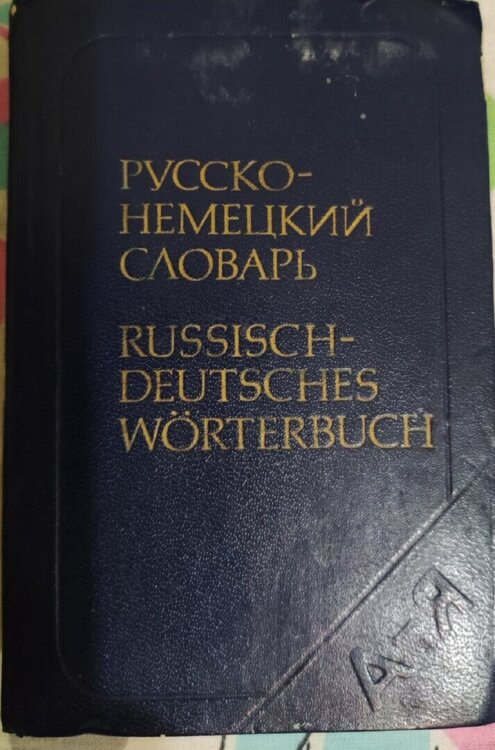 РУССКО-
НЕМЕЦКИЙ
СЛОВАРЬ
RUSSISCH-
DEUTSCHES
WÖRTERBUCH
А-Я